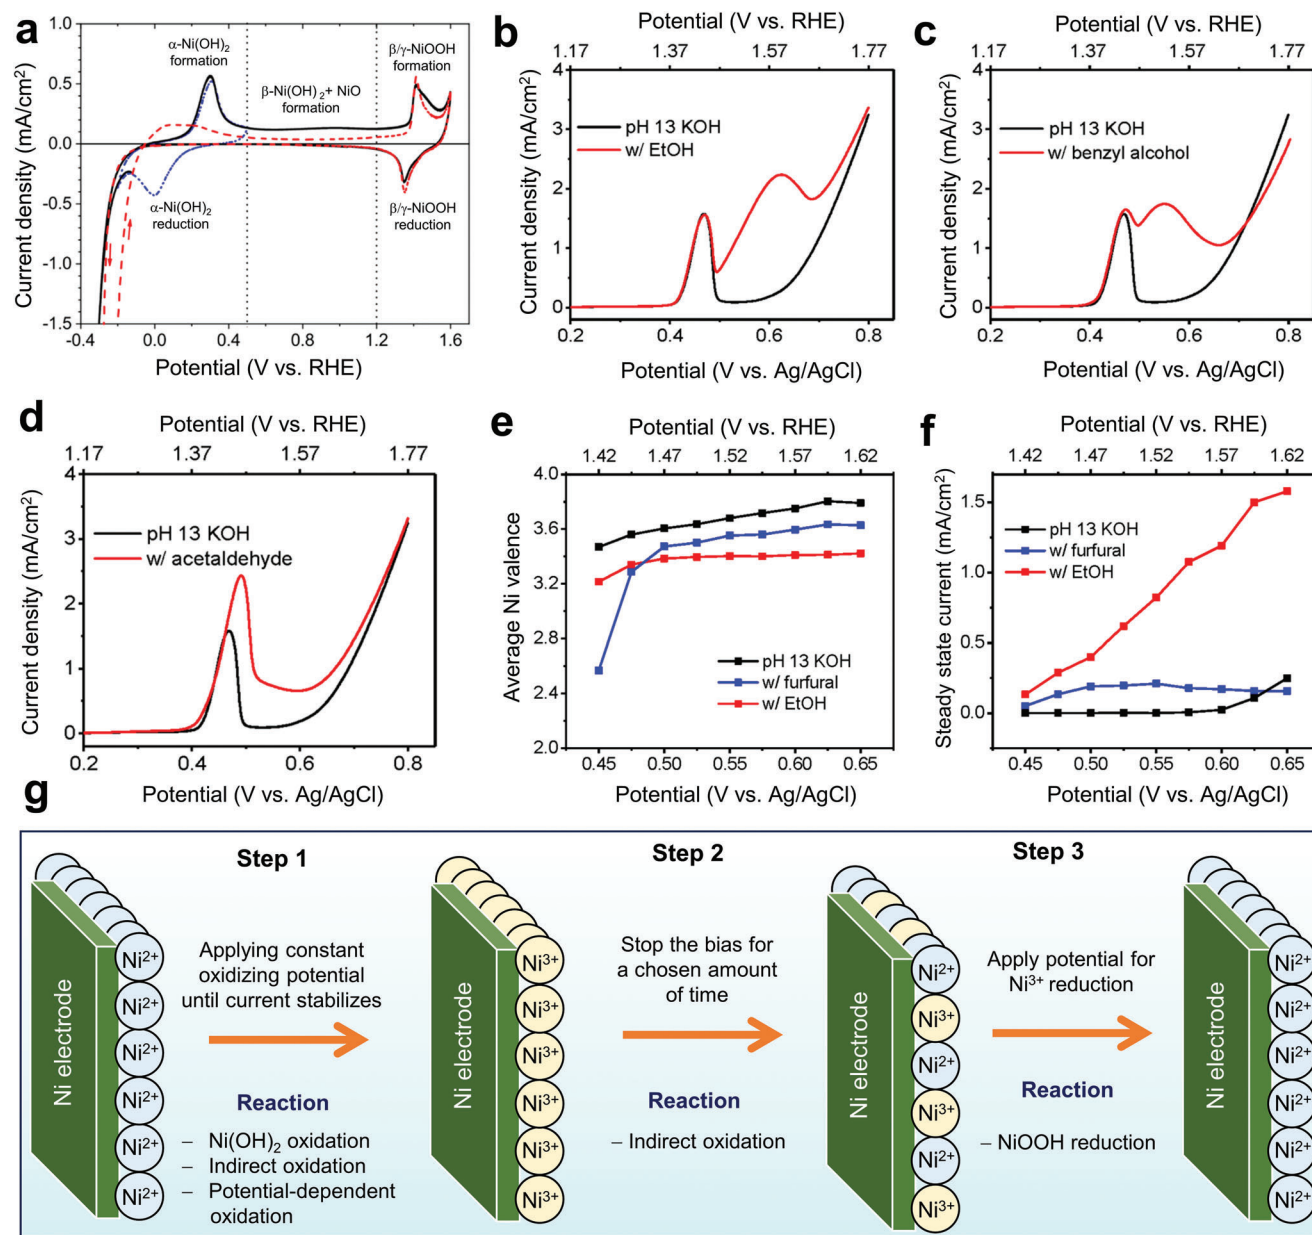 a
Current density (mA/cm²)
1.0
0.5
0.0
-0.5
-1.0
-1.5
α-Ni(OH)₂
formation
β-Ni(OH)₂+ NiO
formation
β/γ-NiOOH
formation
α-Ni(OH)₂
reduction
β/γ-NiOOH
reduction
-0.4 0.0 0.4 0.8 1.2 1.6
Potential (V vs. RHE)
b
Potential (V vs. RHE)
1.17 1.37 1.57 1.77
Current density (mA/cm²)
4
3
2
1
0
pH 13 KOH
w/ EtOH
0.2 0.4 0.6 0.8
Potential (V vs. Ag/AgCl)
c
Potential (V vs. RHE)
1.17 1.37 1.57 1.77
Current density (mA/cm²)
4
3
2
1
0
pH 13 KOH
w/ benzyl alcohol
0.2 0.4 0.6 0.8
Potential (V vs. Ag/AgCl)
d
Potential (V vs. RHE)
1.17 1.37 1.57 1.77
Current density (mA/cm²)
4
3
2
1
0
pH 13 KOH
w/ acetaldehyde
0.2 0.4 0.6 0.8
Potential (V vs. Ag/AgCl)
e
Potential (V vs. RHE)
1.42 1.47 1.52 1.57 1.62
Average Ni valence
4.0
3.6
3.2
2.8
2.4
2.0
pH 13 KOH
w/ furfural
w/ EtOH
0.45 0.50 0.55 0.60 0.65
Potential (V vs. Ag/AgCl)
f
Potential (V vs. RHE)
1.42 1.47 1.52 1.57 1.62
Steady state current (mA/cm²)
1.5
1.0
0.5
0.0
pH 13 KOH
w/ furfural
w/ EtOH
0.45 0.50 0.55 0.60 0.65
Potential (V vs. Ag/AgCl)
g
Ni electrode
Ni²⁺
Ni²⁺
Ni²⁺
Ni²⁺
Ni²⁺
Ni²⁺
Step 1
Applying constant
oxidizing potential
until current stabilizes
Reaction
– Ni(OH)₂ oxidation
– Indirect oxidation
– Potential-dependent
oxidation
Ni electrode
Ni³⁺
Ni³⁺
Ni³⁺
Ni³⁺
Ni³⁺
Ni³⁺
Step 2
Stop the bias for
a chosen amount
of time
Reaction
– Indirect oxidation
Ni electrode
Ni²⁺
Ni³⁺
Ni²⁺
Ni³⁺
Ni²⁺
Ni³⁺
Step 3
Apply potential for
Ni³⁺ reduction
Reaction
– NiOOH reduction
Ni electrode
Ni²⁺
Ni²⁺
Ni²⁺
Ni²⁺
Ni²⁺
Ni²⁺